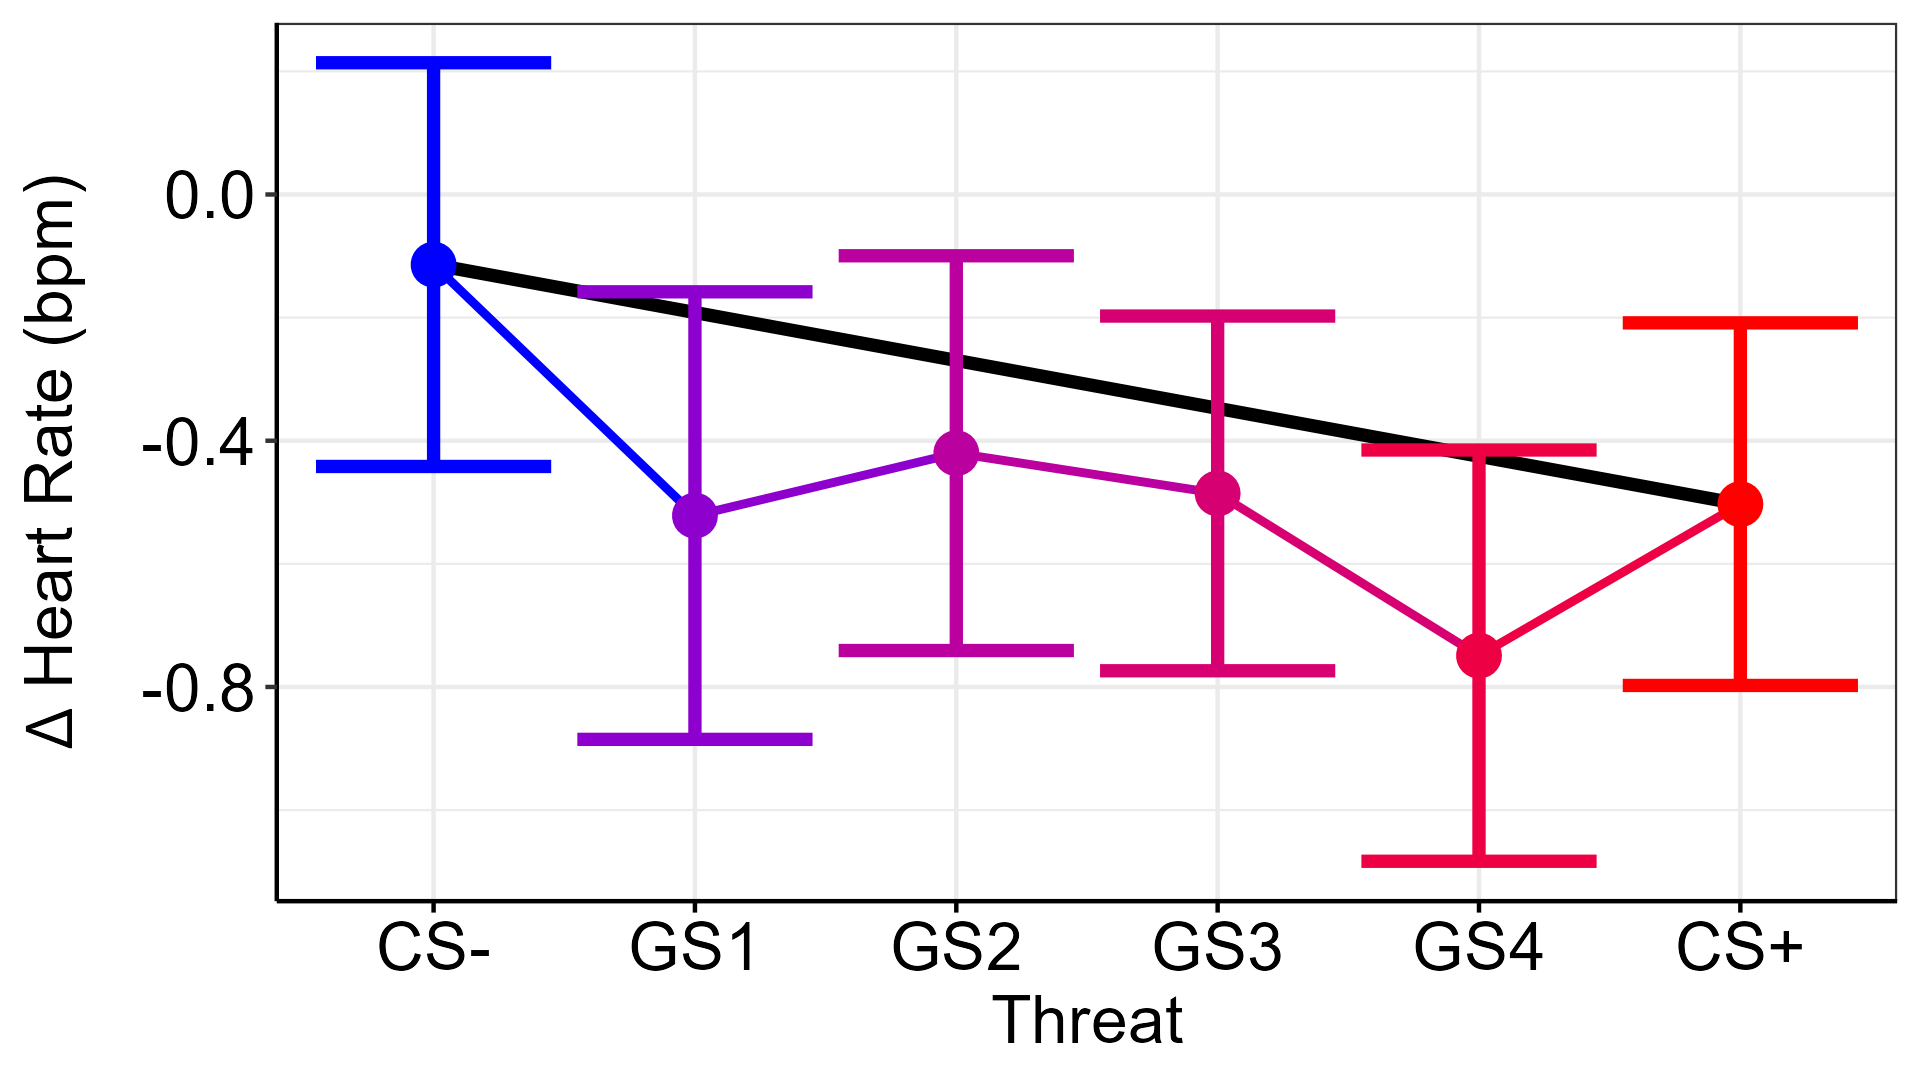 Δ Heart Rate (bpm)
0.0
-0.4
-0.8
CS- GS1 GS2 GS3 GS4 CS+
Threat